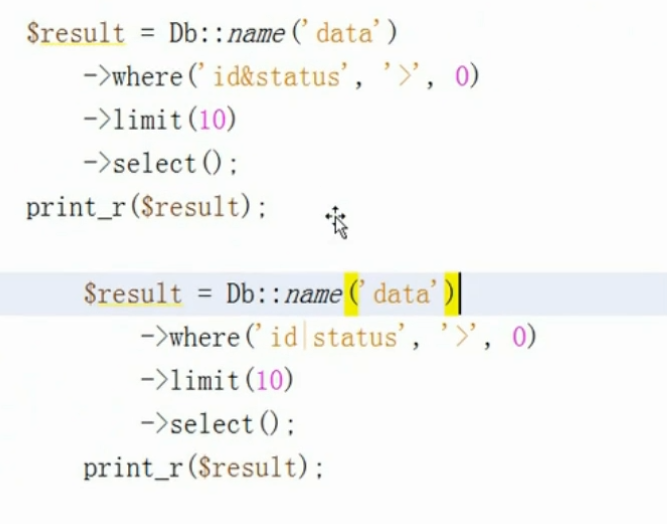 $result = Db::name('data')
->where('id&status', '>', 0)
->limit(10)
->select();
print_r($result);
$result = Db::name('data')
->where('id|status', '>', 0)
->limit(10)
->select();
print_r($result);